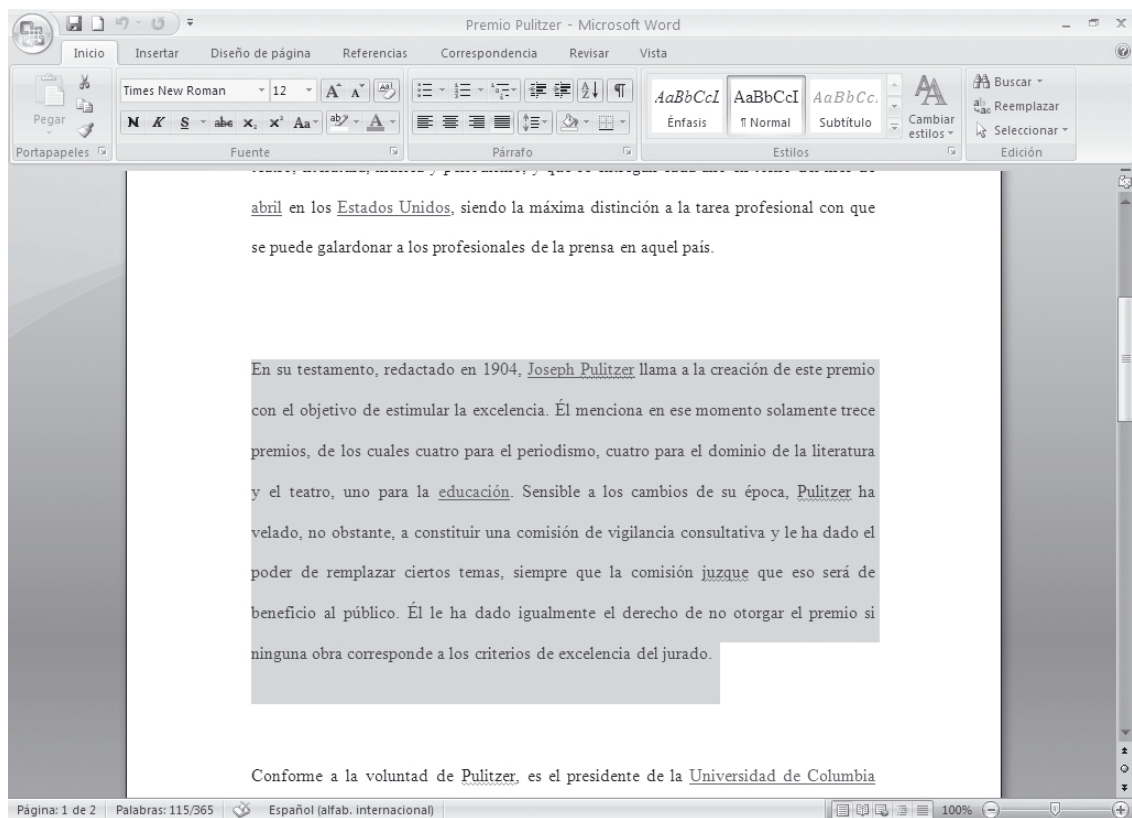 Premio Pulitzer - Microsoft Word
Inicio Insertar Diseño de página Referencias Correspondencia Revisar Vista
Times New Roman 12
Pegar
N K S abc x₂ x² Aa ab A
AaBbCcI AaBbCcI AaBbCc.
Énfasis ¶ Normal Subtítulo
Cambiar estilos
Buscar
Reemplazar
Seleccionar
Portapapeles Fuente Párrafo Estilos Edición
abril en los Estados Unidos, siendo la máxima distinción a la tarea profesional con que
se puede galardonar a los profesionales de la prensa en aquel país.
En su testamento, redactado en 1904, Joseph Pulitzer llama a la creación de este premio
con el objetivo de estimular la excelencia. Él menciona en ese momento solamente trece
premios, de los cuales cuatro para el periodismo, cuatro para el dominio de la literatura
y el teatro, uno para la educación. Sensible a los cambios de su época, Pulitzer ha
velado, no obstante, a constituir una comisión de vigilancia consultativa y le ha dado el
poder de remplazar ciertos temas, siempre que la comisión juzque que eso será de
beneficio al público. Él le ha dado igualmente el derecho de no otorgar el premio si
ninguna obra corresponde a los criterios de excelencia del jurado.
Conforme a la voluntad de Pulitzer, es el presidente de la Universidad de Columbia
Página: 1 de 2 Palabras: 115/365 Español (alfab. internacional) 100%